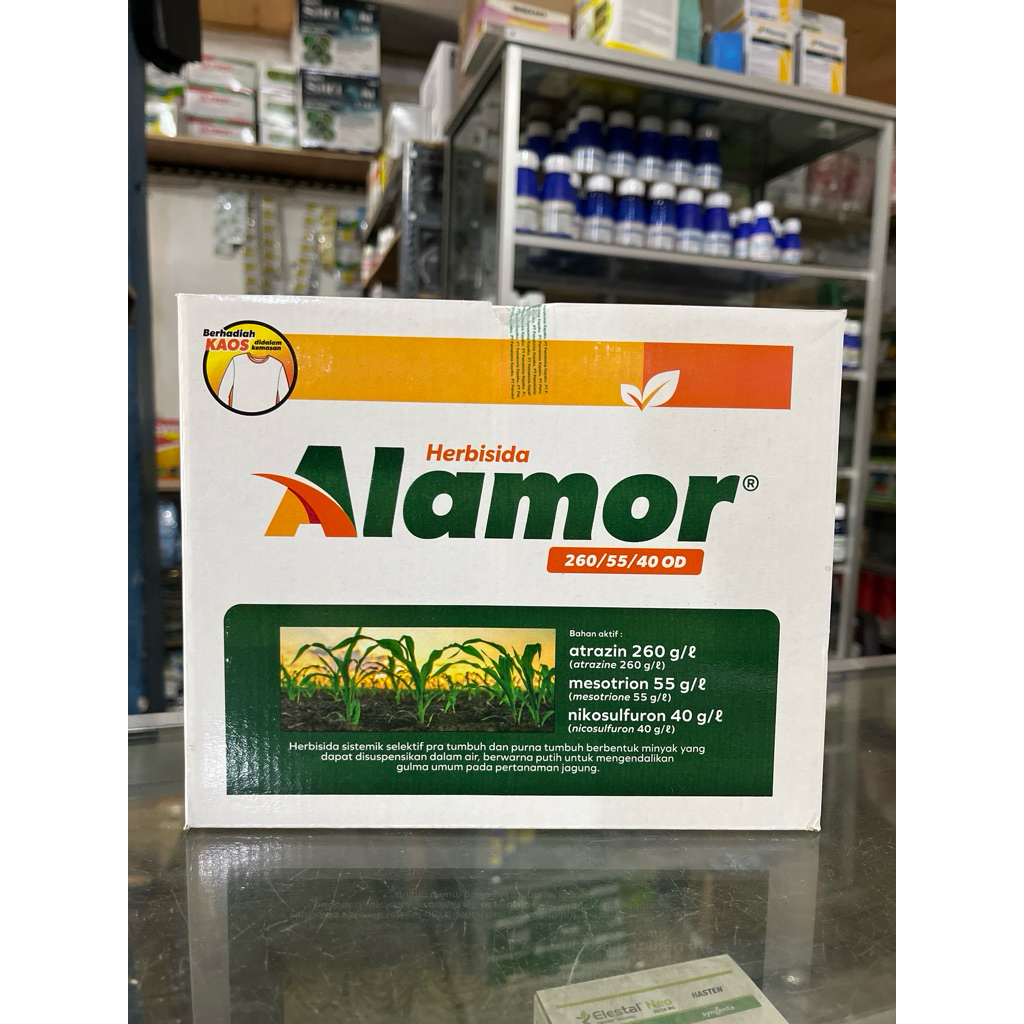 Berhadiah
KAOS didalam
kemasan
Herbisida
Alamor®
260/55/40 OD
Bahan aktif :
atrazin 260 g/ℓ
(atrazine 260 g/ℓ)
mesotrion 55 g/ℓ
(mesotrione 55 g/ℓ)
nikosulfuron 40 g/ℓ
(nicosulfuron 40 g/ℓ)
Herbisida sistemik selektif pra tumbuh dan purna tumbuh berbentuk minyak yang
dapat disuspensikan dalam air, berwarna putih untuk mengendalikan
gulma umum pada pertanaman jagung.
Elestal Neo
HASTEN
syngenta